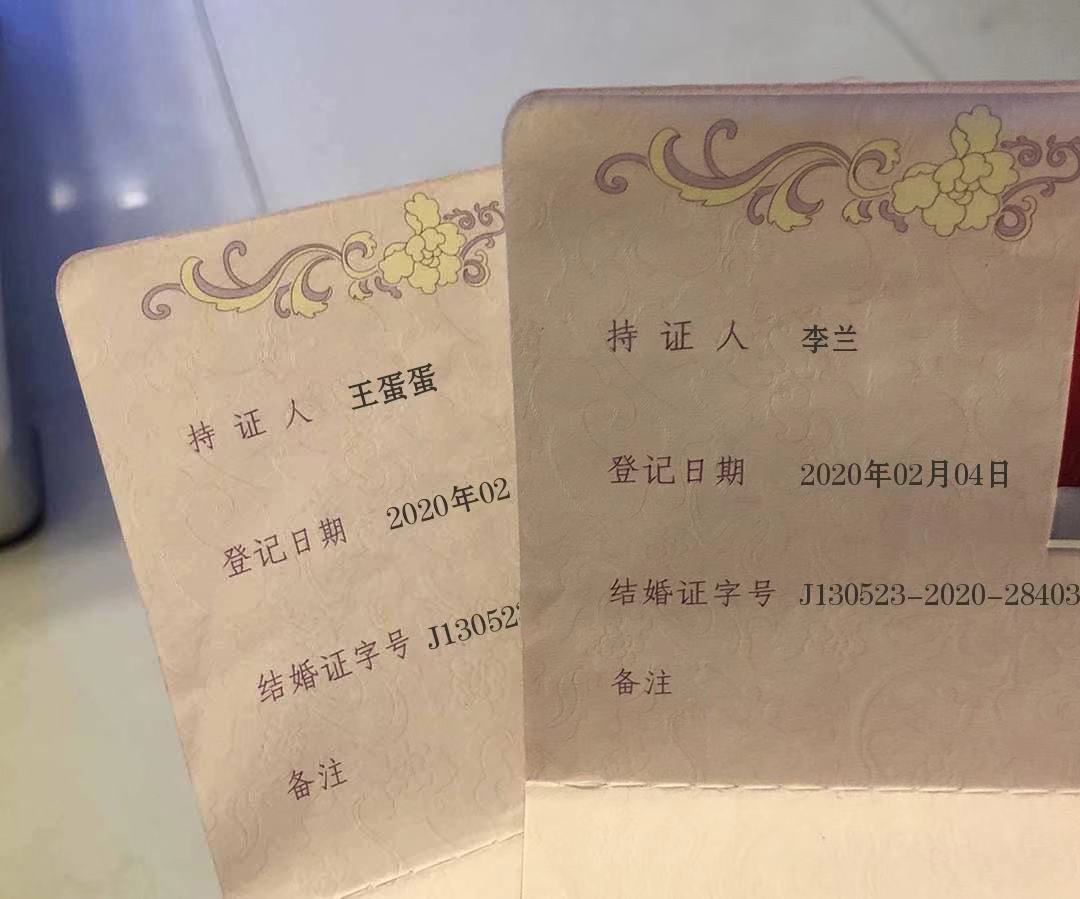 持证人 王蛋蛋
登记日期 2020年02
结婚证字号 J13052
备注
持证人 李兰
登记日期 2020年02月04日
结婚证字号 J130523-2020-28403
备注